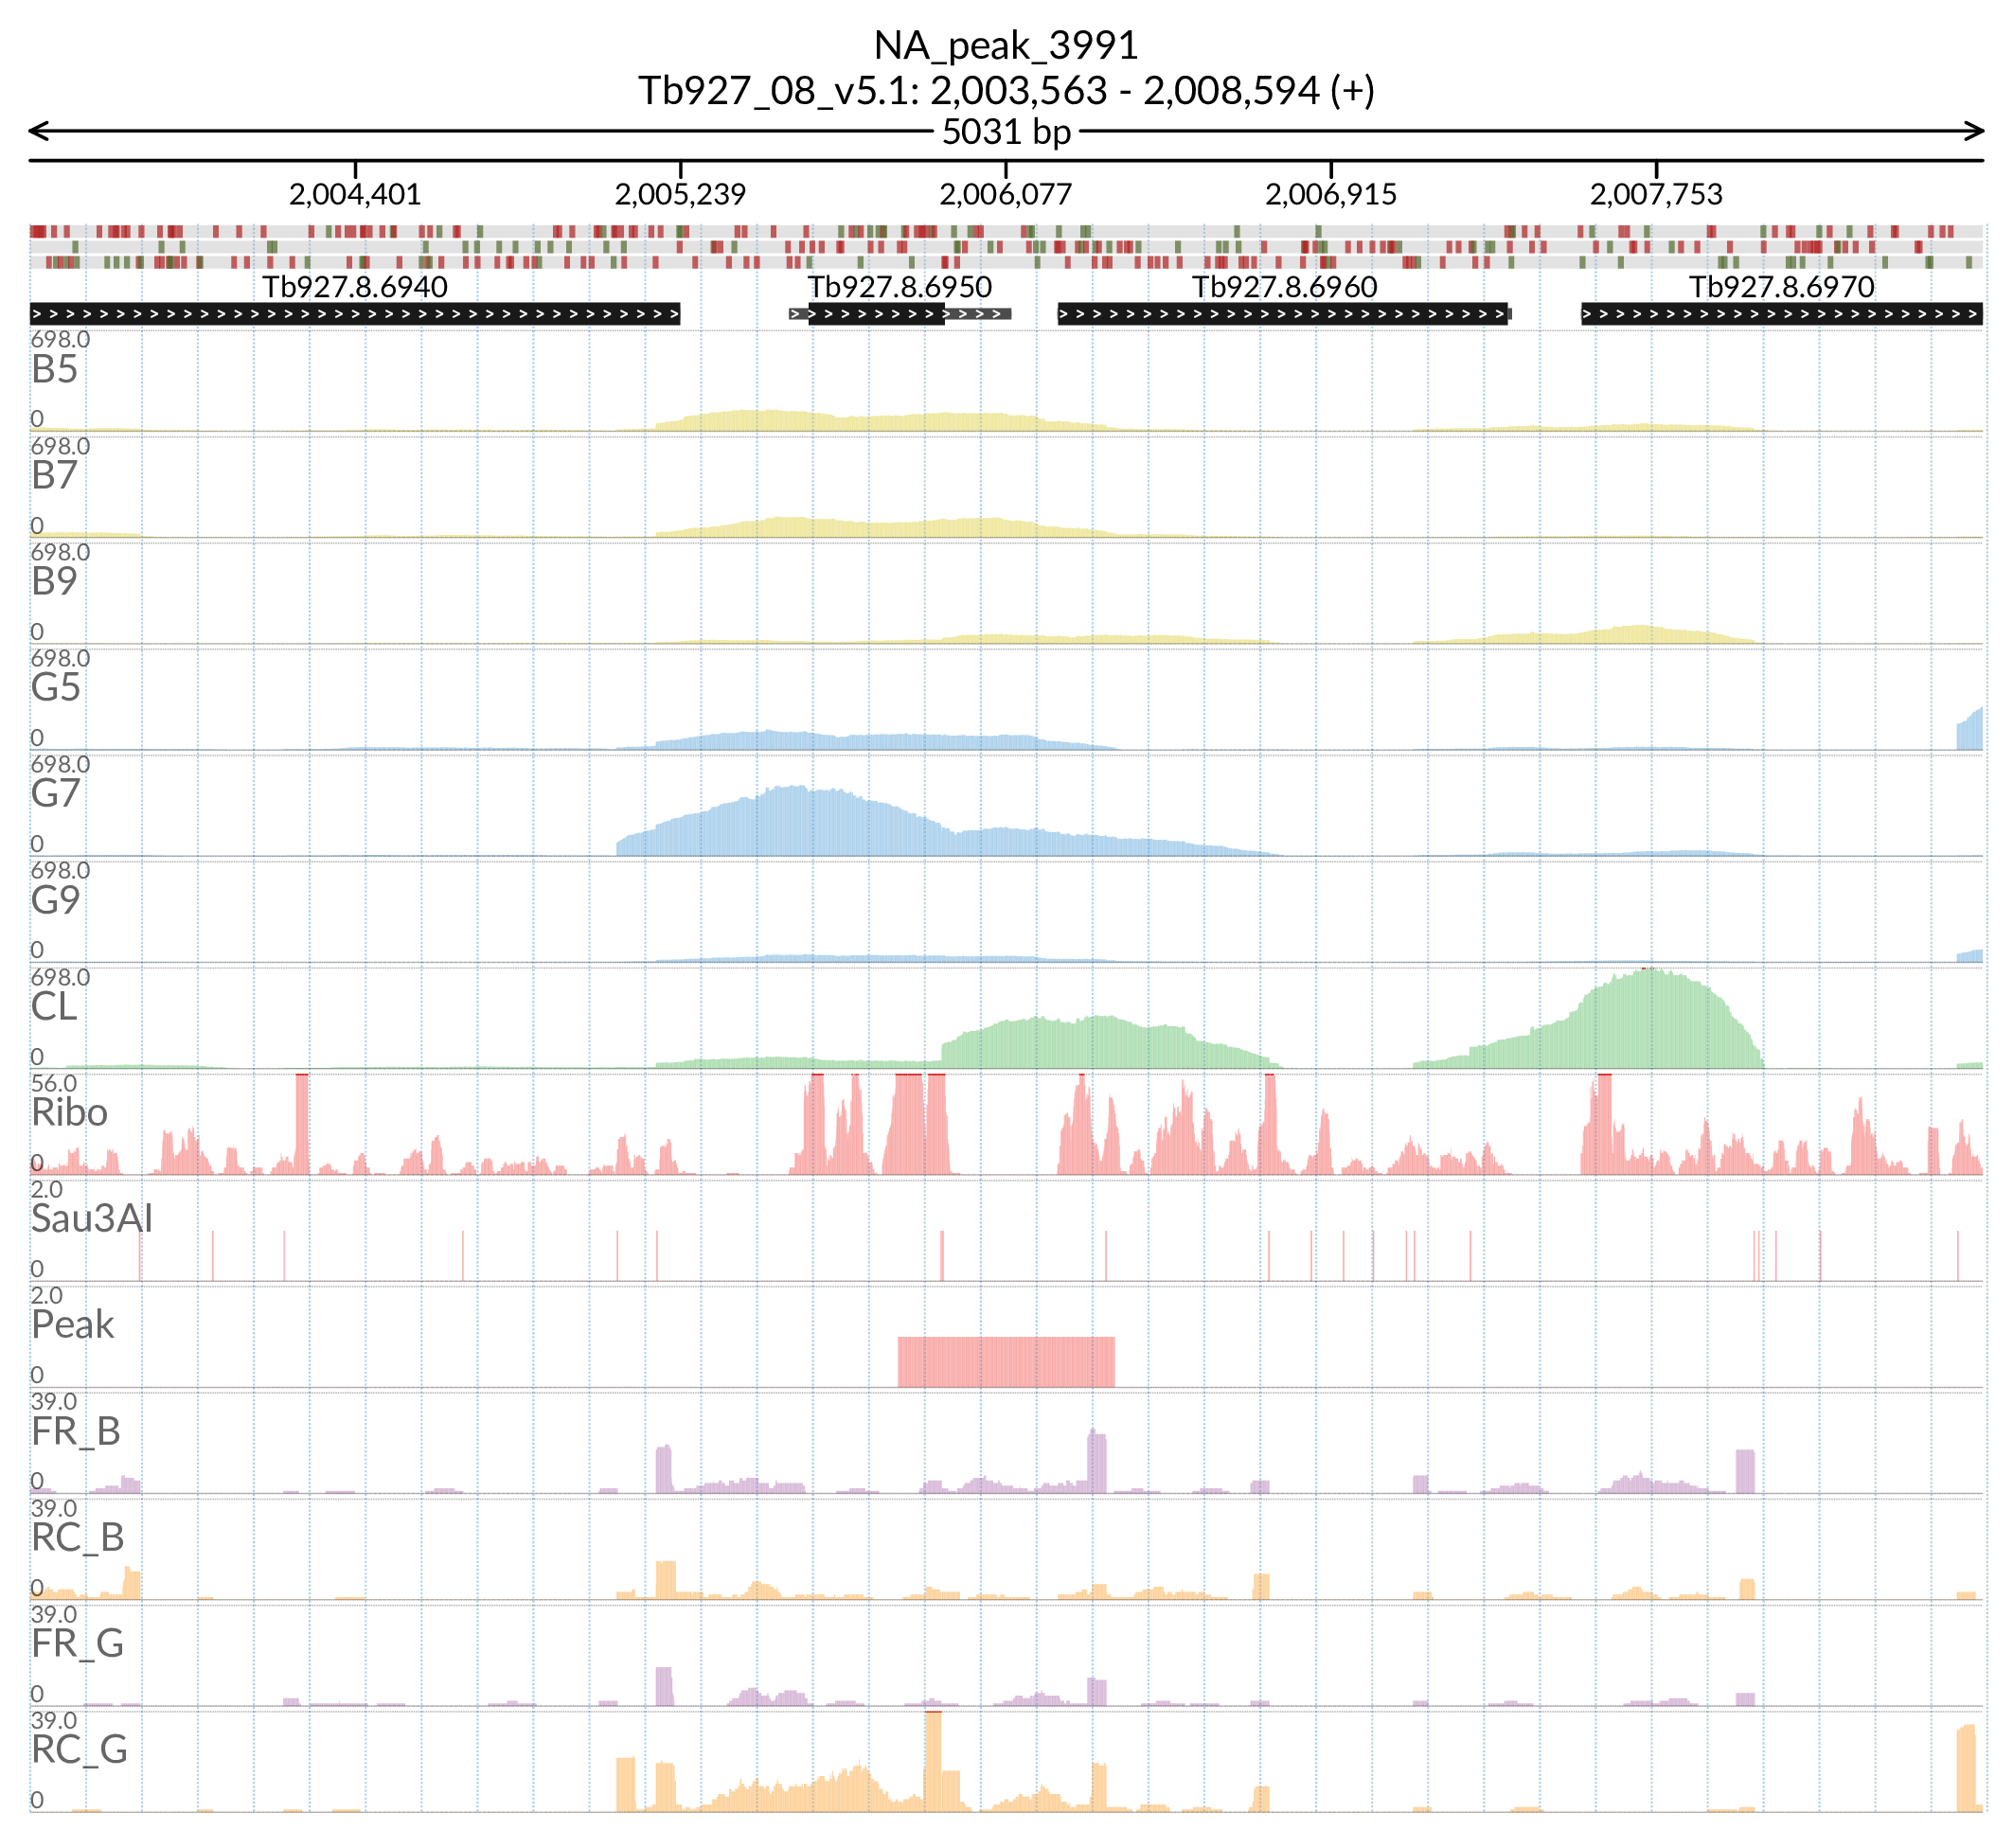 NA_peak_3991
Tb927_08_v5.1: 2,003,563 - 2,008,594 (+)
5031 bp
2,004,401 2,005,239 2,006,077 2,006,915 2,007,753
Tb927.8.6940 Tb927.8.6950 Tb927.8.6960 Tb927.8.6970
698.0
B5
0
698.0
B7
0
698.0
B9
0
698.0
G5
0
698.0
G7
0
698.0
G9
0
698.0
CL
0
56.0
Ribo
0
2.0
Sau3AI
0
2.0
Peak
0
39.0
FR_B
0
39.0
RC_B
0
39.0
FR_G
0
39.0
RC_G
0